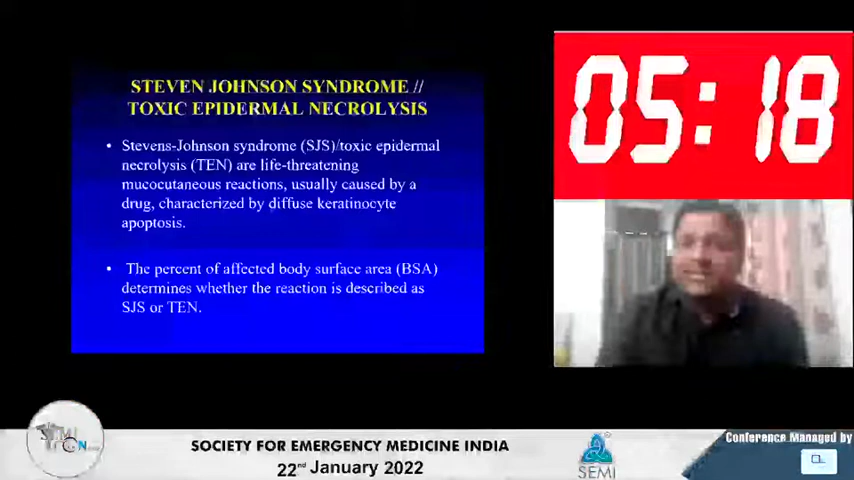 STEVEN JOHNSON SYNDROME //
TOXIC EPIDERMAL NECROLYSIS
• Stevens-Johnson syndrome (SJS)/toxic epidermal
necrolysis (TEN) are life-threatening
mucocutaneous reactions, usually caused by a
drug, characterized by diffuse keratinocyte
apoptosis.
• The percent of affected body surface area (BSA)
determines whether the reaction is described as
SJS or TEN.
05:18
SOCIETY FOR EMERGENCY MEDICINE INDIA
22nd January 2022
SEMI
Conference Managed by